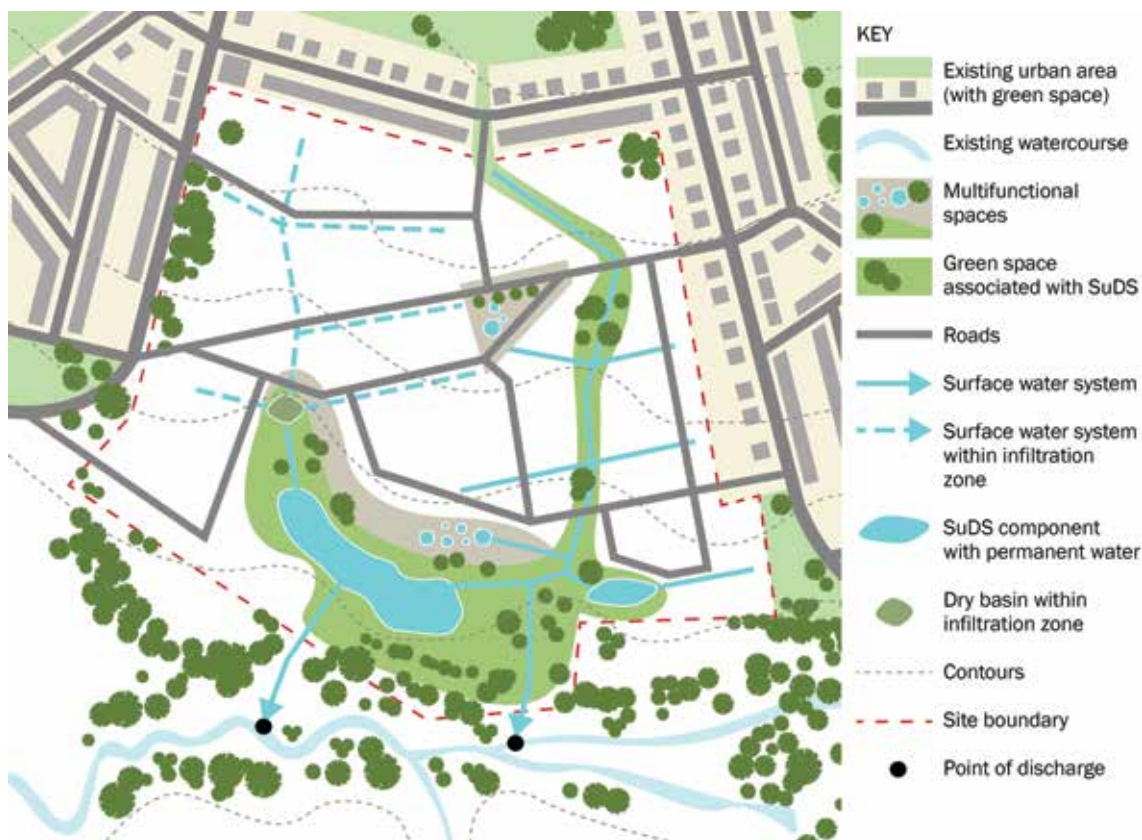 KEY
Existing urban area
(with green space)
Existing watercourse
Multifunctional
spaces
Green space
associated with SuDS
Roads
Surface water system
Surface water system
within infiltration
zone
SuDS component
with permanent water
Dry basin within
infiltration zone
Contours
Site boundary
Point of discharge